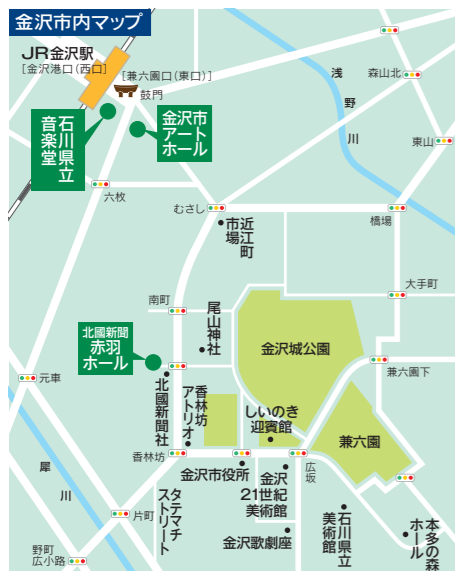 金沢市内マップ
JR金沢駅
[金沢港口(西口)]
[兼六園口(東口)]
鼓門
石川県立
音楽堂
金沢市
アート
ホール
浅野川
森山北
東山
六枚
むさし
近江町
市場
橋場
大手町
南町
尾山神社
金沢城公園
北國新聞
赤羽
ホール
兼六園下
元車
北國新聞社
香林坊
アトリオ
しいのき
迎賓館
兼六園
香林坊
金沢市役所
広坂
金沢
21世紀
美術館
犀川
片町
タテマチ
ストリート
石川県立
美術館
本多の森
ホール
金沢歌劇座
野町
広小路